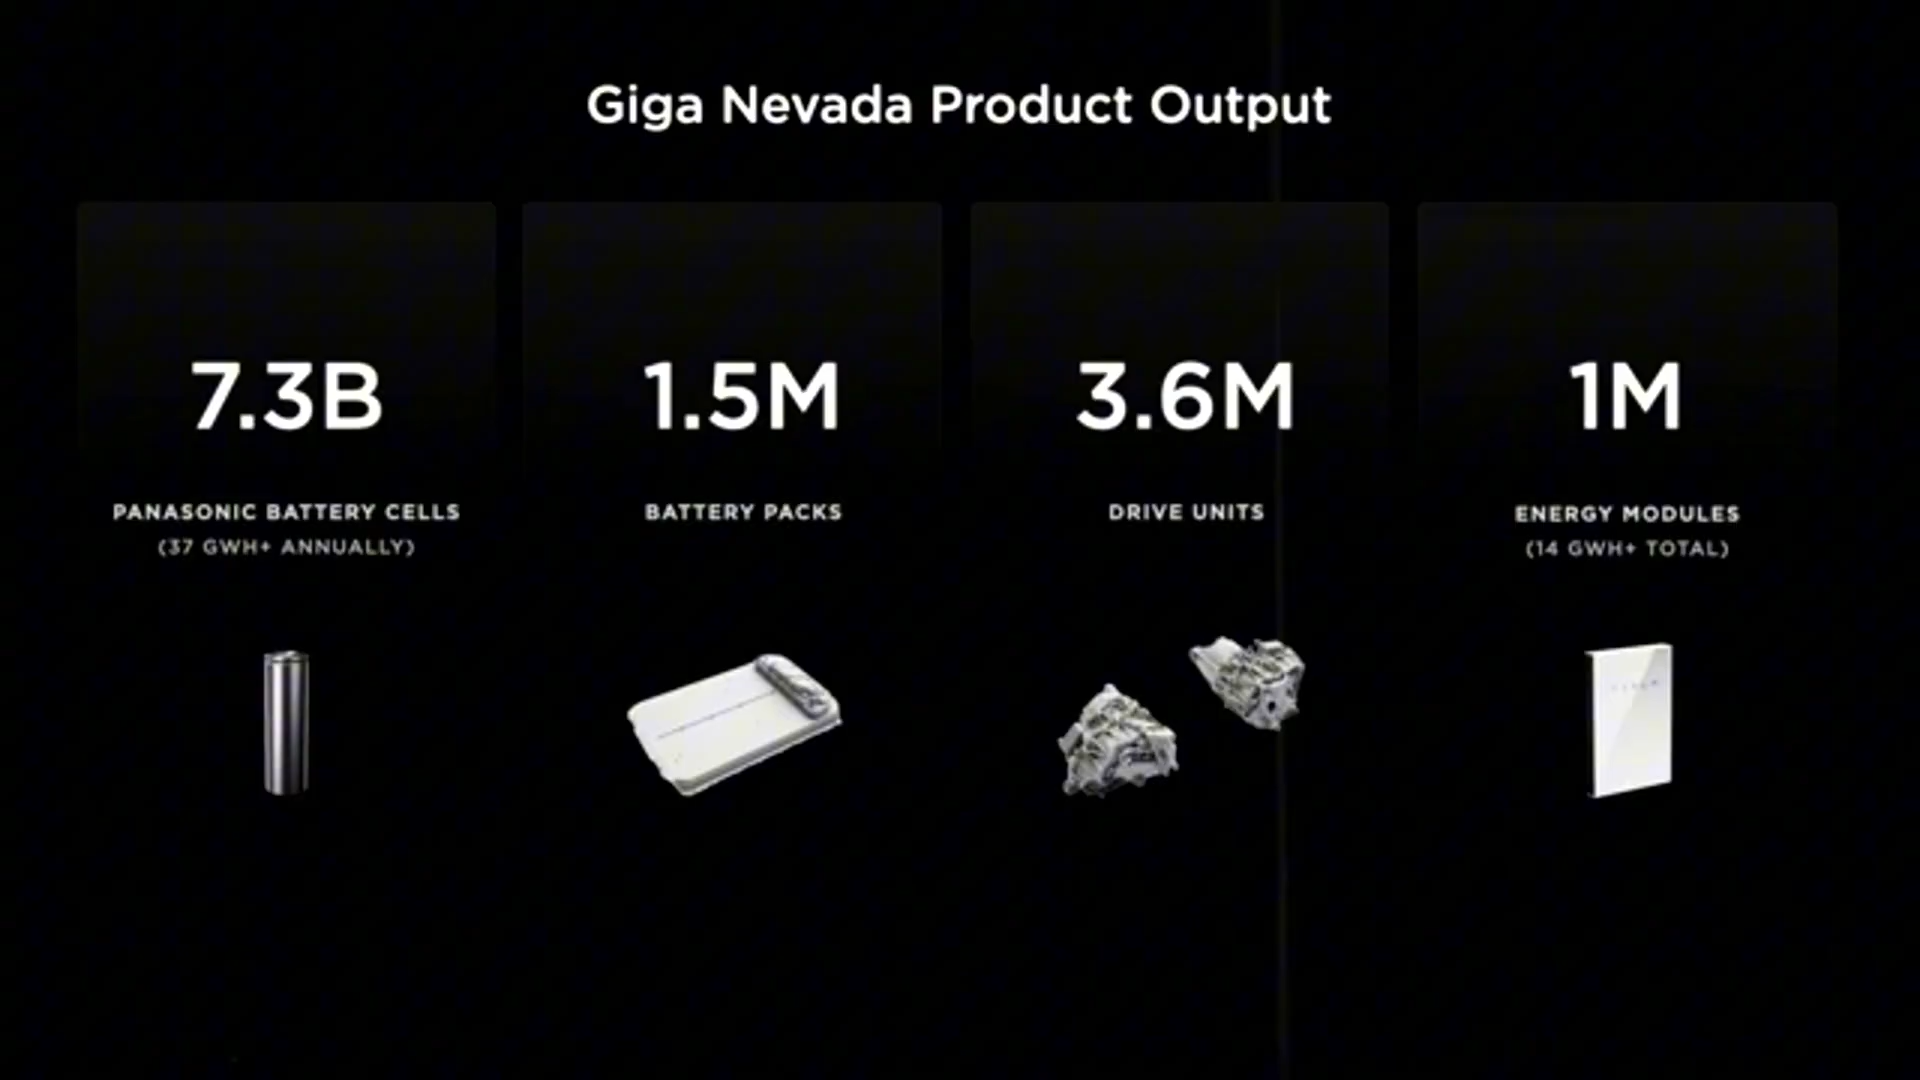 Giga Nevada Product Output
7.3B
PANASONIC BATTERY CELLS
(37 GWH+ ANNUALLY)
1.5M
BATTERY PACKS
3.6M
DRIVE UNITS
1M
ENERGY MODULES
(14 GWH+ TOTAL)